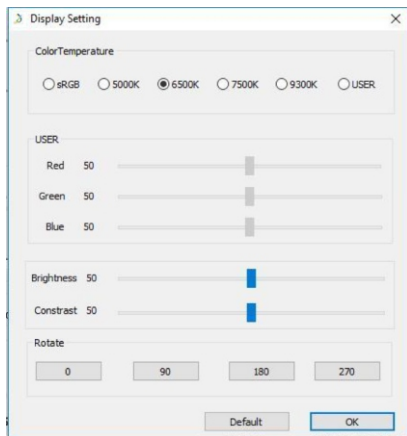 Display Setting
ColorTemperature
sRGB 5000K 6500K 7500K 9300K USER
USER
Red 50
Green 50
Blue 50
Brightness 50
Constrast 50
Rotate
0 90 180 270
Default OK